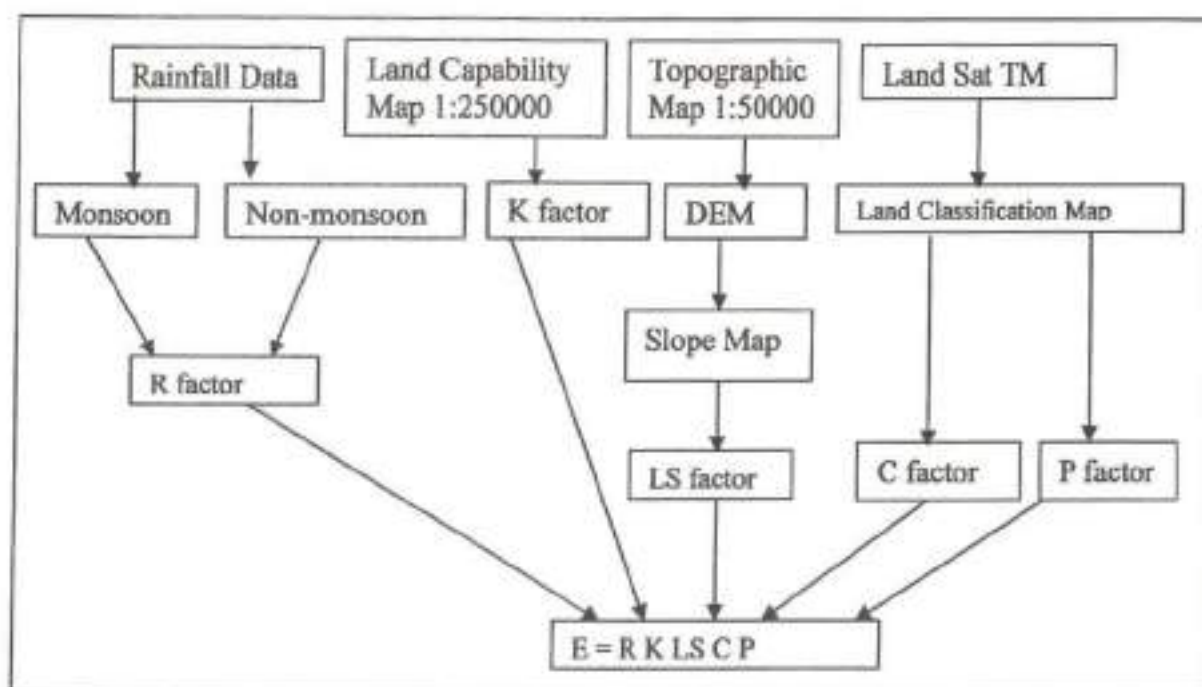 Rainfall Data
Land Capability
Map 1:250000
Topographic
Map 1:50000
Land Sat TM
Monsoon
Non-monsoon
K factor
DEM
Land Classification Map
Slope Map
R factor
LS factor
C factor
P factor
E = R K LS C P